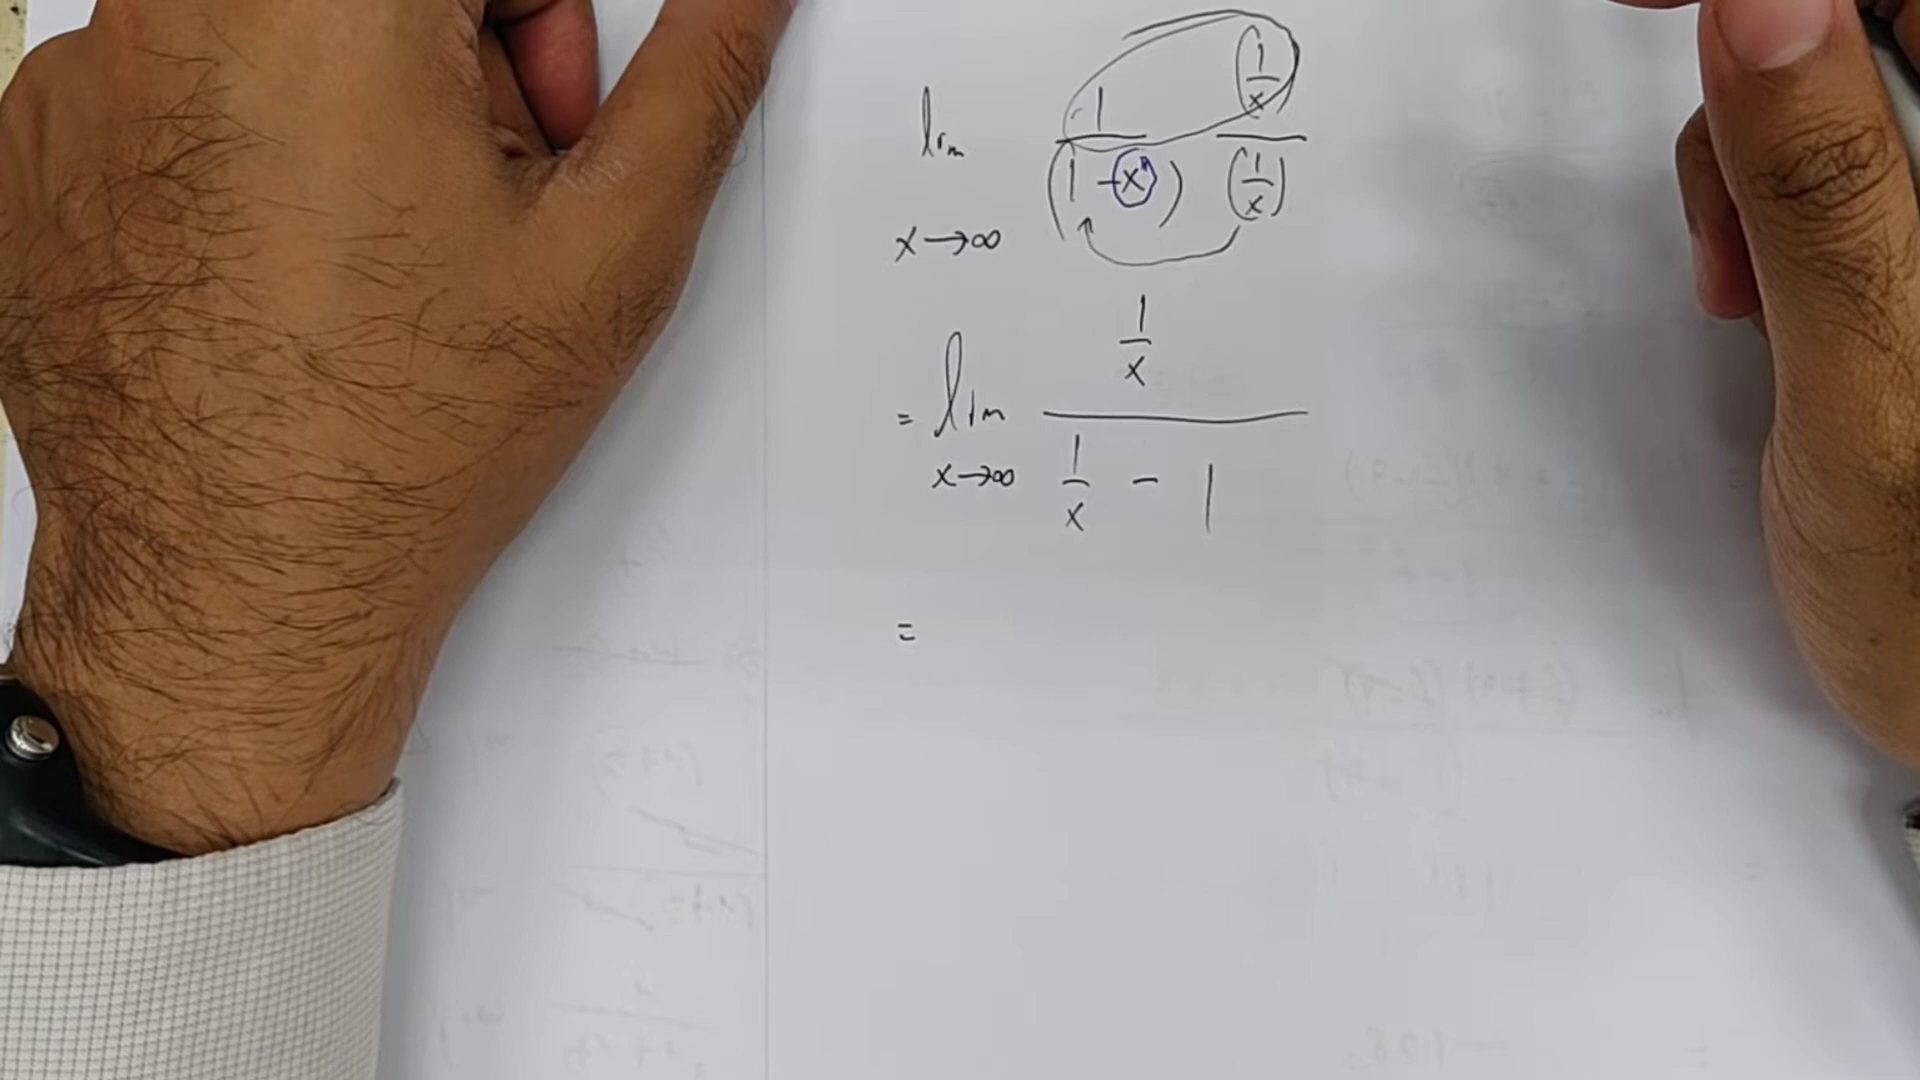 lim 1/(1 - x) (1/x)/(1/x)
x→∞
= lim (1/x)/(1/x - 1)
x→∞
=